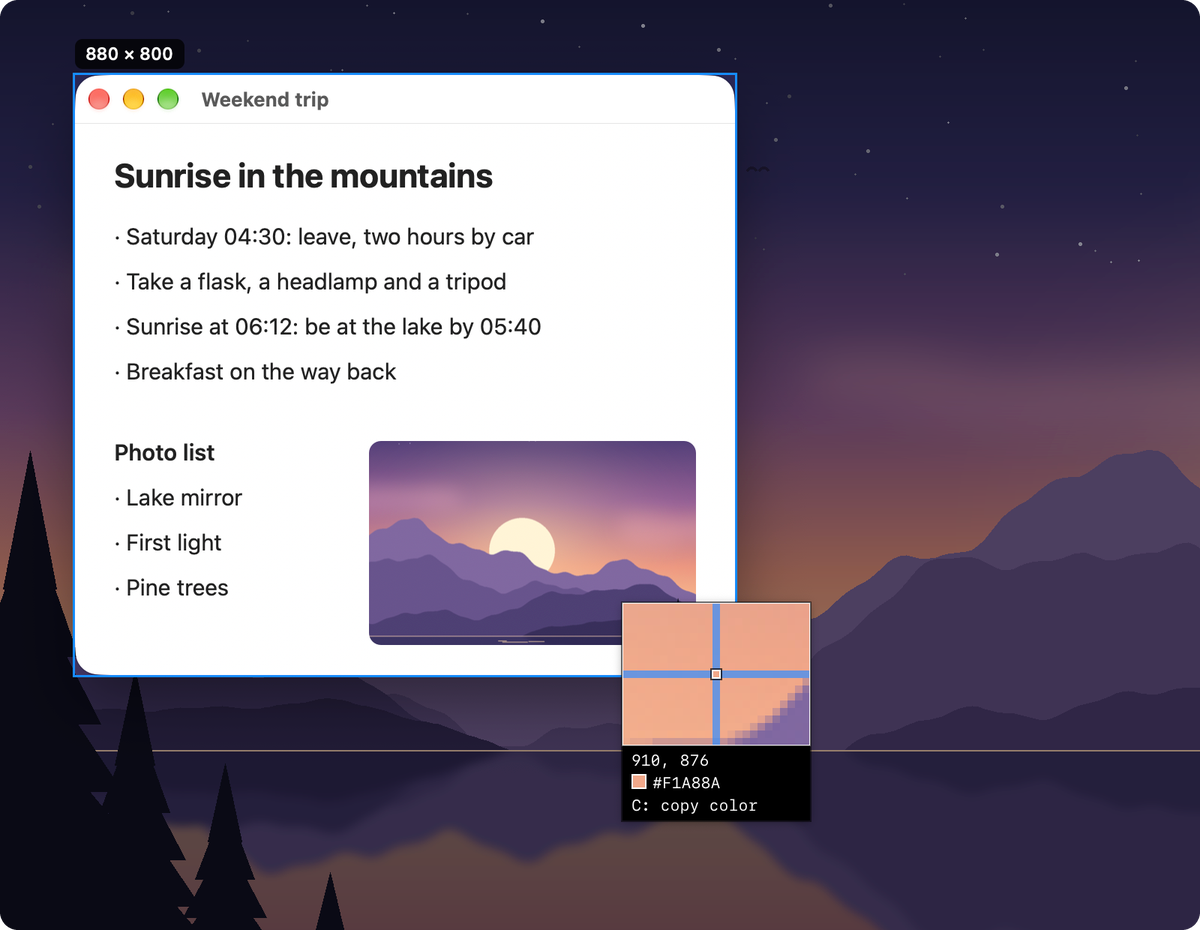 880 × 800
Weekend trip
Sunrise in the mountains
· Saturday 04:30: leave, two hours by car
· Take a flask, a headlamp and a tripod
· Sunrise at 06:12: be at the lake by 05:40
· Breakfast on the way back
Photo list
· Lake mirror
· First light
· Pine trees
910, 876
#F1A88A
C: copy color